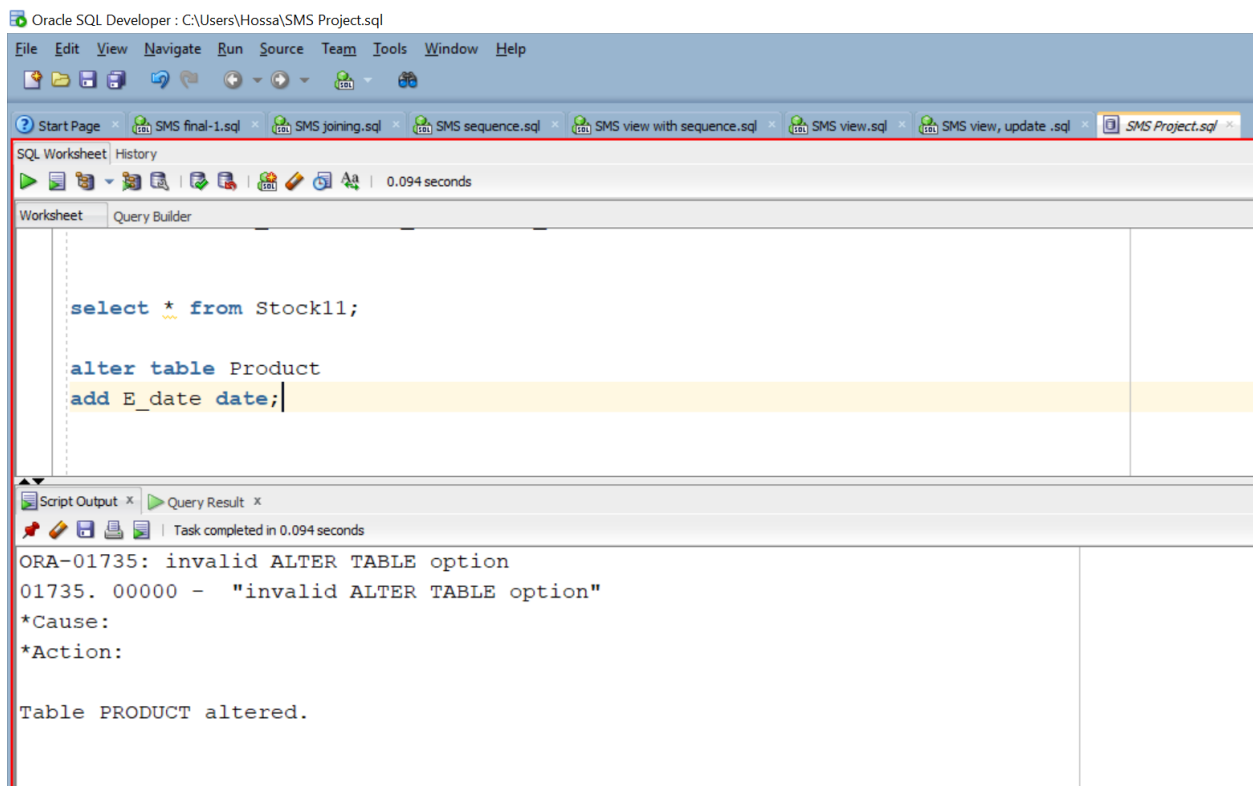 Oracle SQL Developer : C:\Users\Hossa\SMS Project.sql
File Edit View Navigate Run Source Team Tools Window Help
Start Page SMS final-1.sql SMS joining.sql SMS sequence.sql SMS view with sequence.sql SMS view.sql SMS view, update .sql SMS Project.sql
SQL Worksheet History
0.094 seconds
Worksheet Query Builder
select * from Stock11;
alter table Product
add E_date date;
Script Output Query Result
Task completed in 0.094 seconds
ORA-01735: invalid ALTER TABLE option
01735. 00000 - "invalid ALTER TABLE option"
*Cause:
*Action:
Table PRODUCT altered.